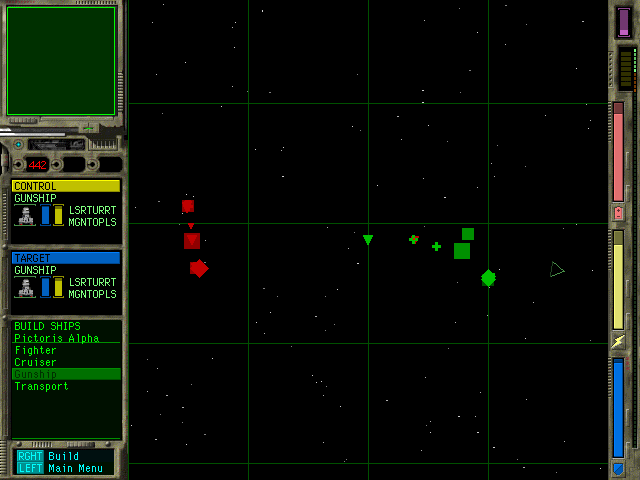 442
CONTROL
GUNSHIP
LSRTURRT
MGNTOPLS
TARGET
GUNSHIP
LSRTURRT
MGNTOPLS
BUILD SHIPS
Pictoris Alpha
Fighter
Cruiser
Gunship
Transport
RGHT Build
LEFT Main Menu